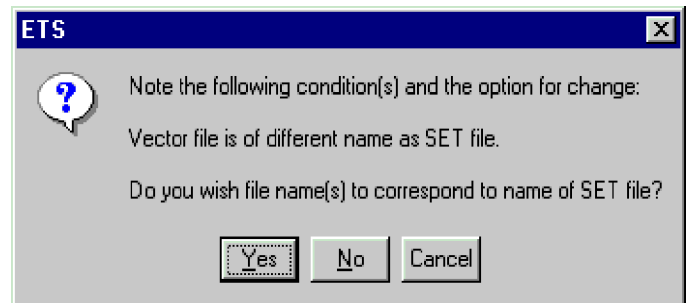 ETS
Note the following condition(s) and the option for change:
Vector file is of different name as SET file.
Do you wish file name(s) to correspond to name of SET file?
Yes No Cancel